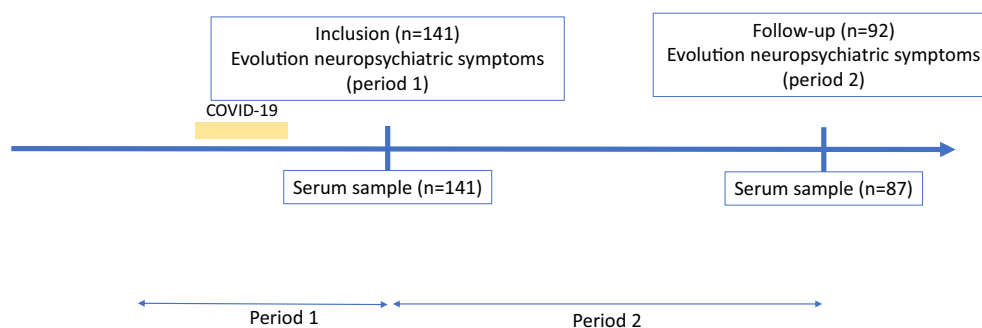 Inclusion (n=141)
Evolution neuropsychiatric symptoms
(period 1)
Follow-up (n=92)
Evolution neuropsychiatric symptoms
(period 2)
COVID-19
Serum sample (n=141)
Serum sample (n=87)
Period 1
Period 2